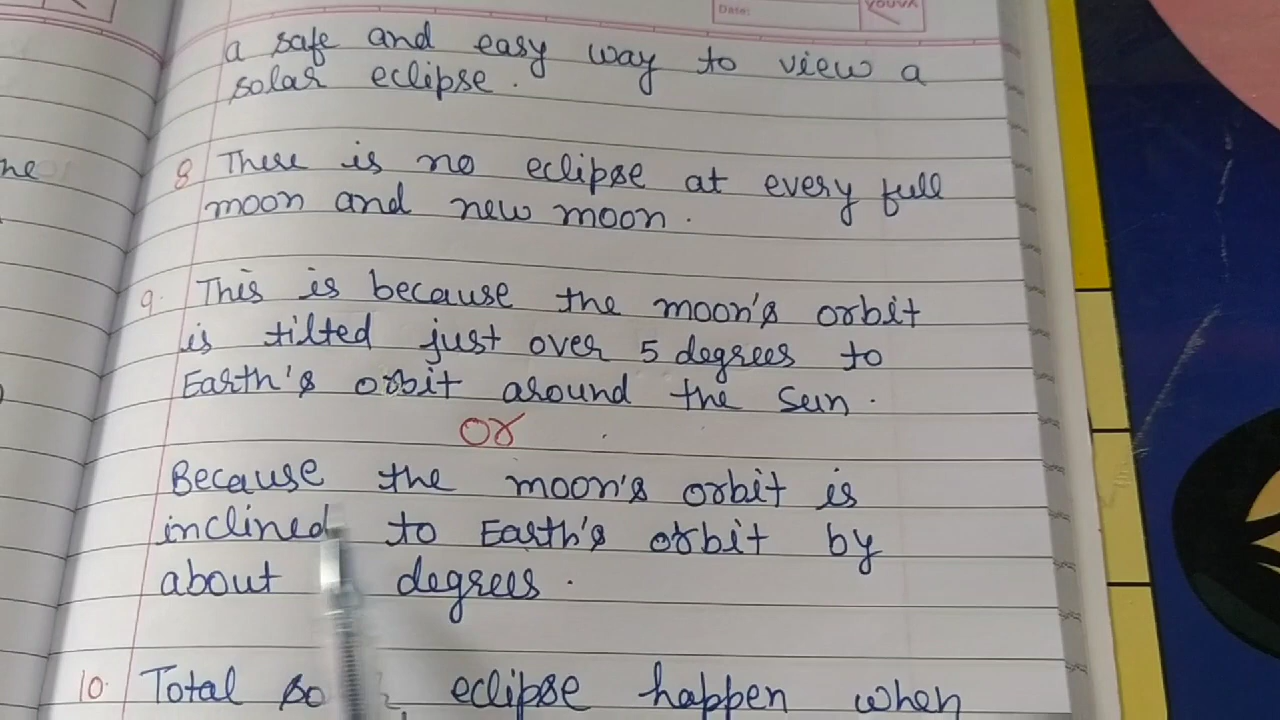 Date:
YOUVA
a safe and easy way to view a
solar eclipse.
8 There is no eclipse at every full
moon and new moon.
ne
9. This is because the moon's orbit
is tilted just over 5 degrees to
Earth's orbit around the sun.
Or
Because the moon's orbit is
inclined to Earth's orbit by
about degrees.
10. Total eclipse happen when